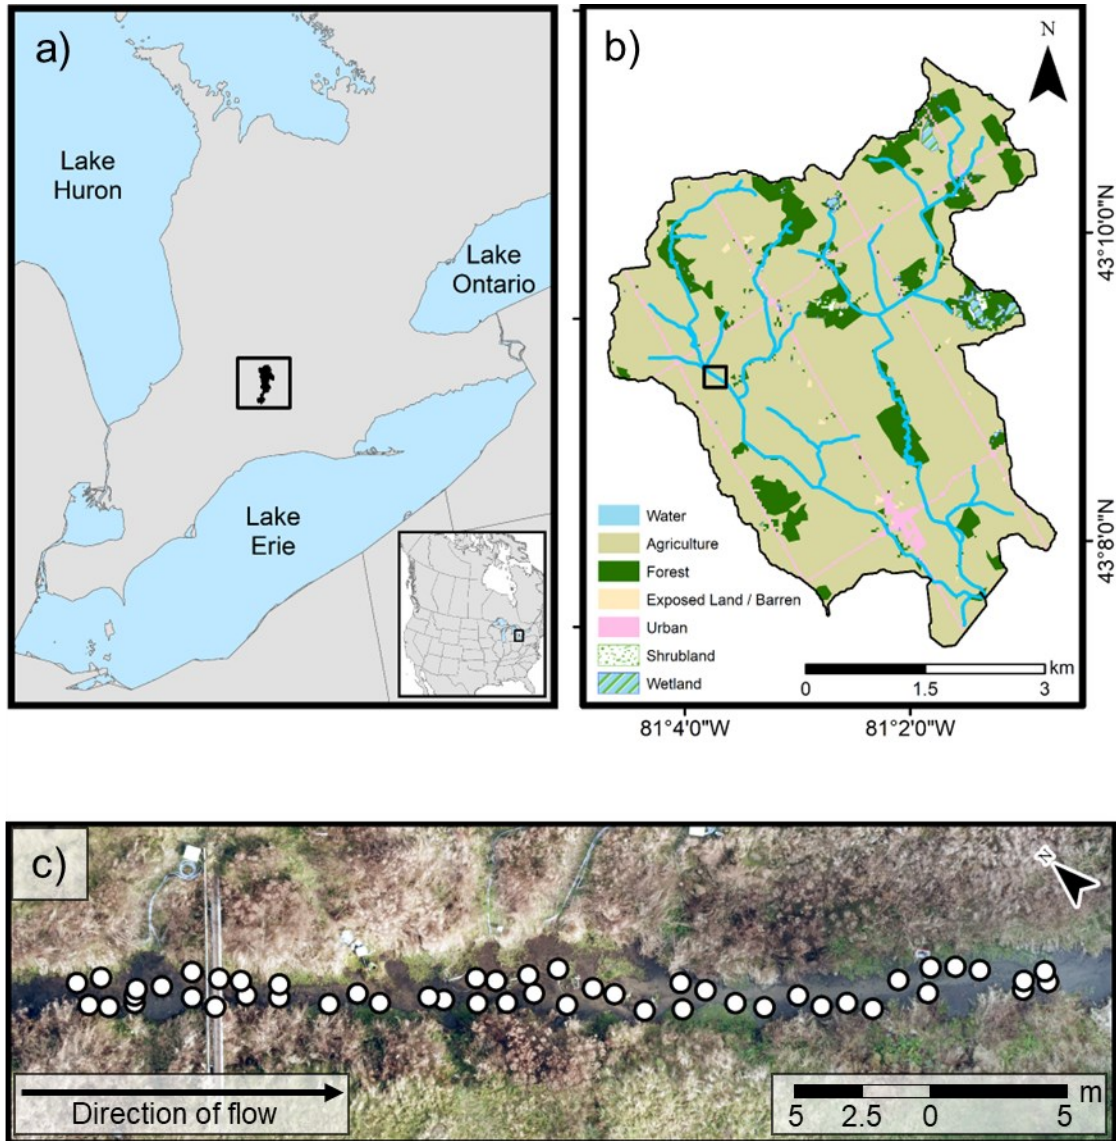 a)
Lake
Huron
Lake
Ontario
Lake
Erie
b)
N
43°10'0"N
43°8'0"N
Water
Agriculture
Forest
Exposed Land / Barren
Urban
Shrubland
Wetland
km
0 1.5 3
81°4'0"W 81°2'0"W
c)
N
Direction of flow
m
5 2.5 0 5